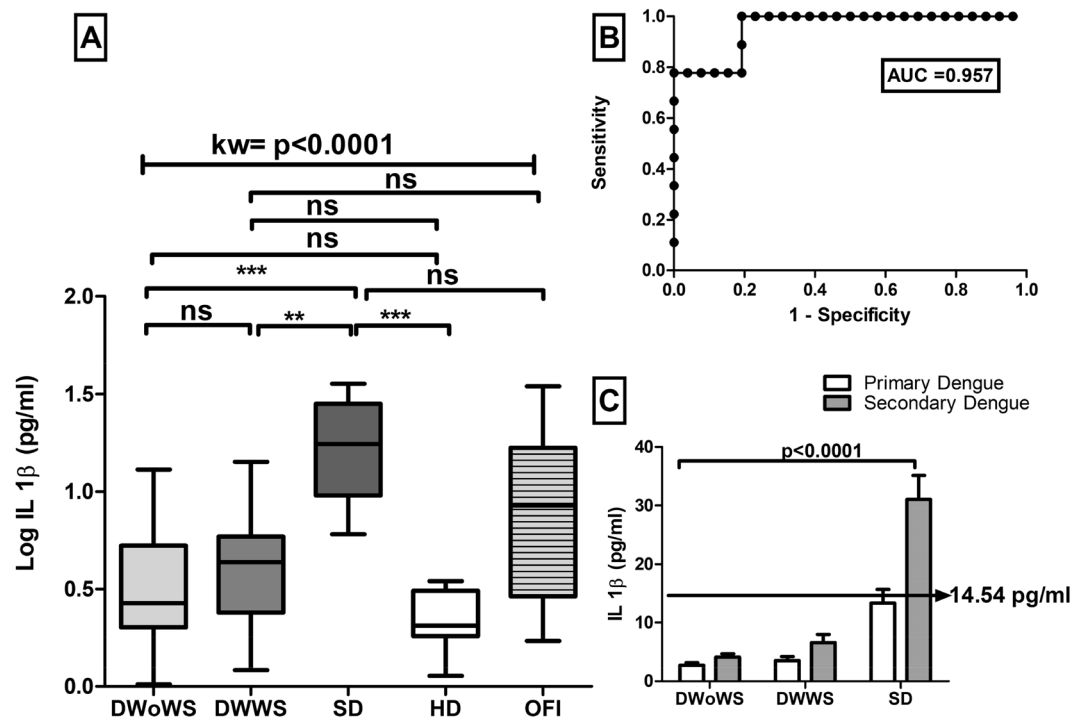 A
kw= p<0.0001
ns
ns
ns
***
ns
ns
**
***
Log IL 1β (pg/ml)
2.0
1.5
1.0
0.5
0.0
DWoWS DWWS SD HD OFI
B
AUC =0.957
Sensitivity
1.0
0.8
0.6
0.4
0.2
0.0
0.0 0.2 0.4 0.6 0.8 1.0
1 - Specificity
C
Primary Dengue
Secondary Dengue
p<0.0001
IL 1β (pg/ml)
40
30
20
10
0
14.54 pg/ml
DWoWS DWWS SD